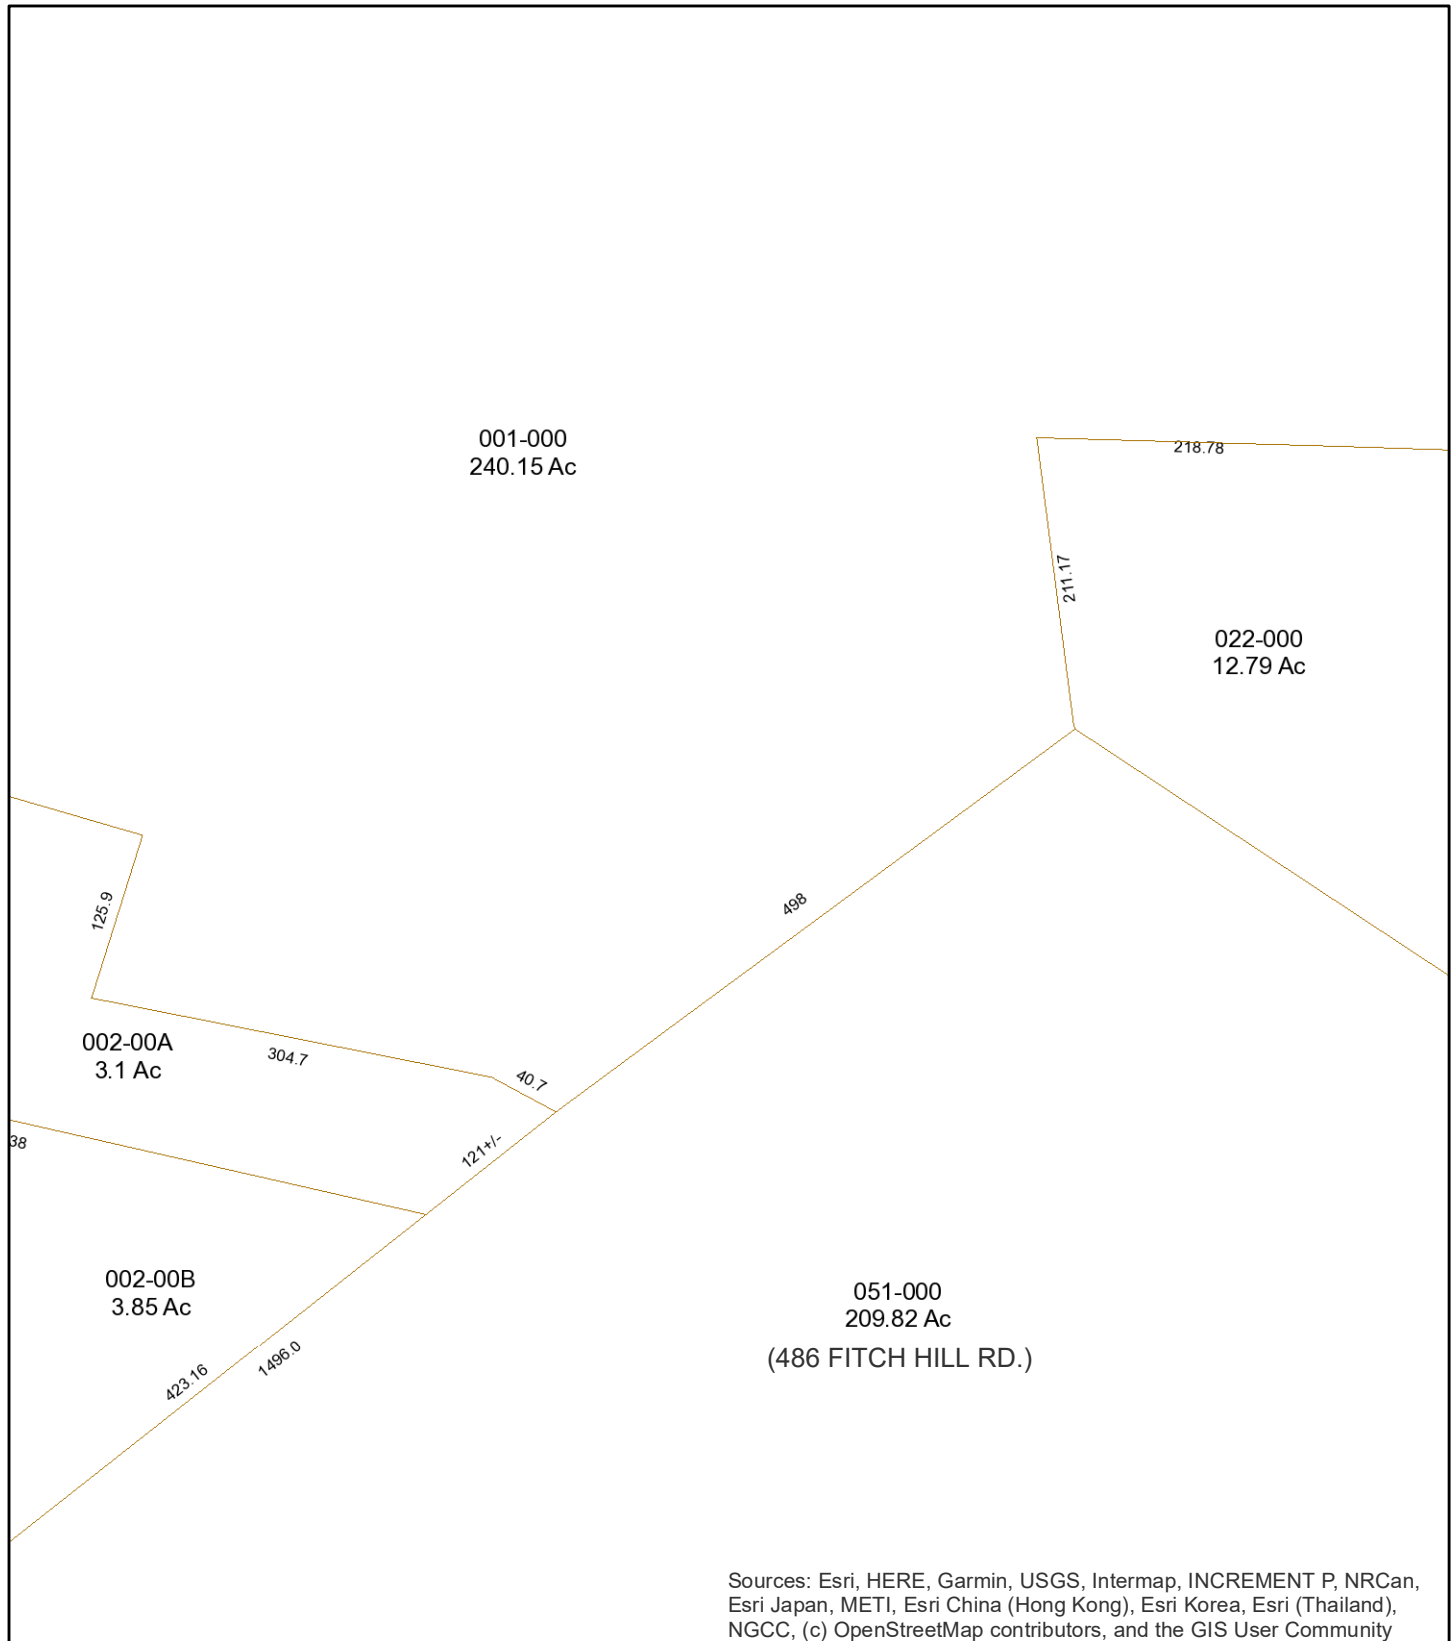 001-000
240.15 Ac
218.78
211.17
022-000
12.79 Ac
125.9
498
002-00A
3.1 Ac
304.7
40.7
38
121+/-
002-00B
3.85 Ac
423.16
1496.0
051-000
209.82 Ac
(486 FITCH HILL RD.)
Sources: Esri, HERE, Garmin, USGS, Intermap, INCREMENT P, NRCan,
Esri Japan, METI, Esri China (Hong Kong), Esri Korea, Esri (Thailand),
NGCC, (c) OpenStreetMap contributors, and the GIS User Community